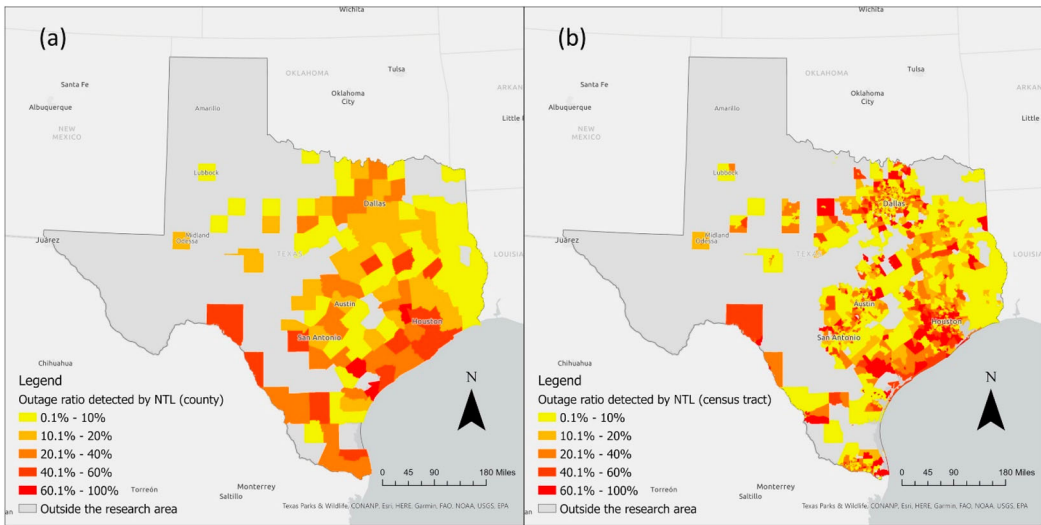 (a)
Wichita
Santa Fe
Albuquerque
NEW
MEXICO
Amarillo
OKLAHOMA
Tulsa
Oklahoma
City
ARKAN
Lubbock
Dallas
Midland
Odessa
Juárez
TEXAS
LOUISIA
Austin
Houston
San Antonio
Chihuahua
Legend
Outage ratio detected by NTL (county)
0.1% - 10%
10.1% - 20%
20.1% - 40%
40.1% - 60%
60.1% - 100%
Outside the research area
Torreón
Monterrey
Saltillo
N
0 45 90 180 Miles
Texas Parks & Wildlife, CONANP, Esri, HERE, Garmin, FAO, NOAA, USGS, EPA
(b)
Wichita
Santa Fe
Albuquerque
NEW
MEXICO
Amarillo
OKLAHOMA
Tulsa
Oklahoma
City
ARKAN
Little
Lubbock
Dallas
Midland
Odessa
Juárez
TEXAS
LOUISIA
Austin
Houston
San Antonio
Chihuahua
Legend
Outage ratio detected by NTL (census tract)
0.1% - 10%
10.1% - 20%
20.1% - 40%
40.1% - 60%
60.1% - 100%
Outside the research area
Torreón
Monterrey
Saltillo
N
0 45 90 180 Miles
Texas Parks & Wildlife, CONANP, Esri, HERE, Garmin, FAO, NOAA, USGS, EPA